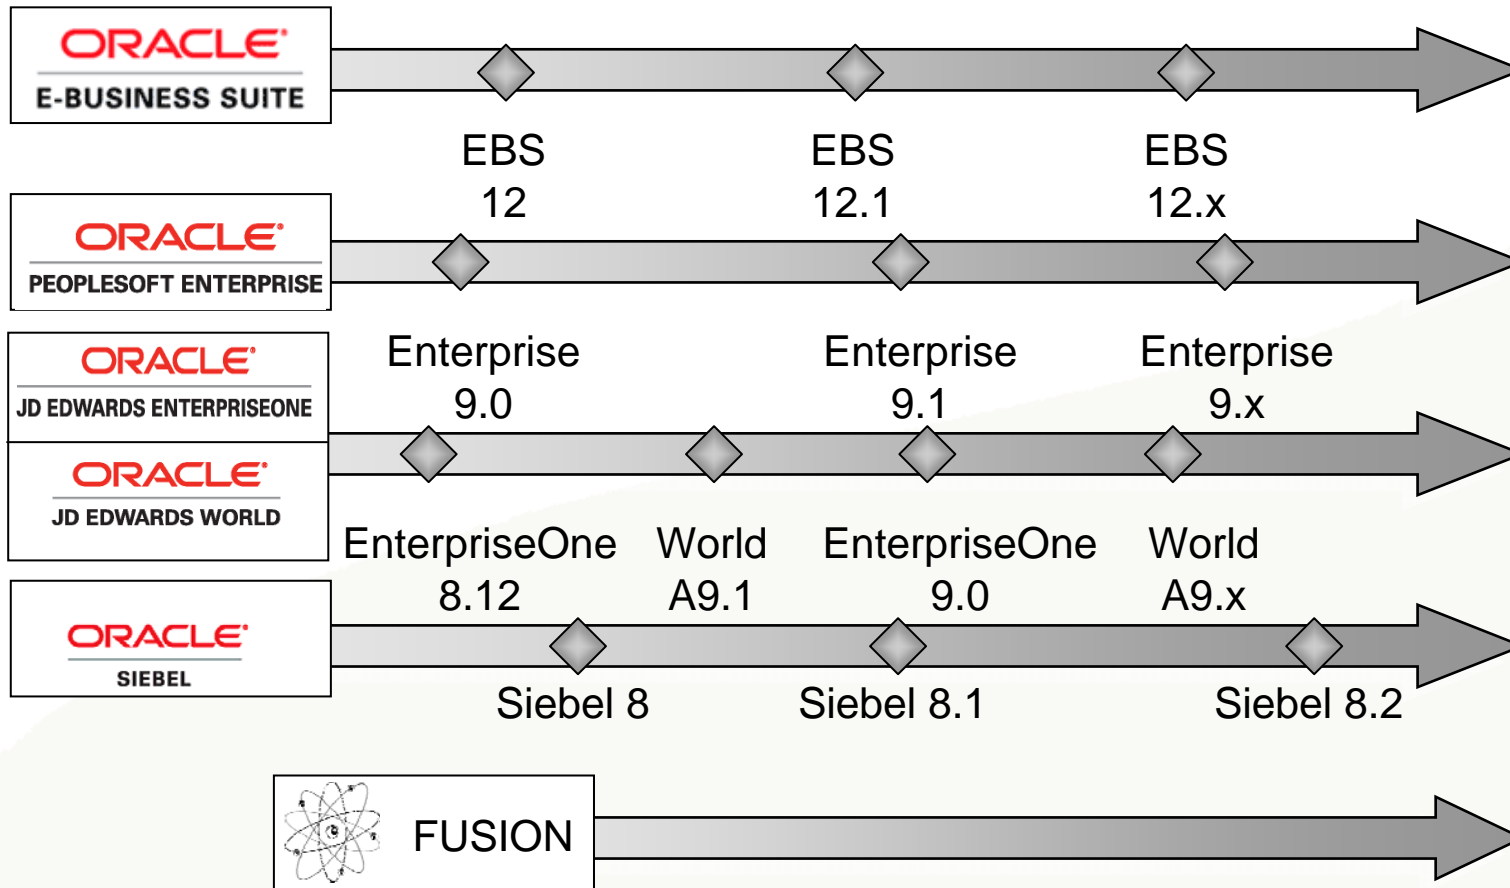 ORACLE
E-BUSINESS SUITE
EBS EBS EBS
12 12.1 12.x
ORACLE
PEOPLESOFT ENTERPRISE
Enterprise Enterprise Enterprise
9.0 9.1 9.x
ORACLE
JD EDWARDS ENTERPRISEONE
ORACLE
JD EDWARDS WORLD
EnterpriseOne World EnterpriseOne World
8.12 A9.1 9.0 A9.x
ORACLE
SIEBEL
Siebel 8 Siebel 8.1 Siebel 8.2
FUSION